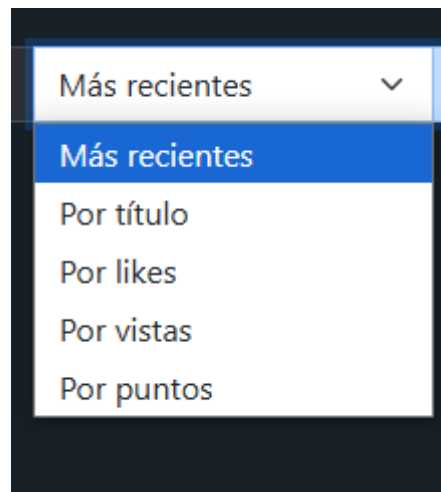 Más recientes
Más recientes
Por título
Por likes
Por vistas
Por puntos